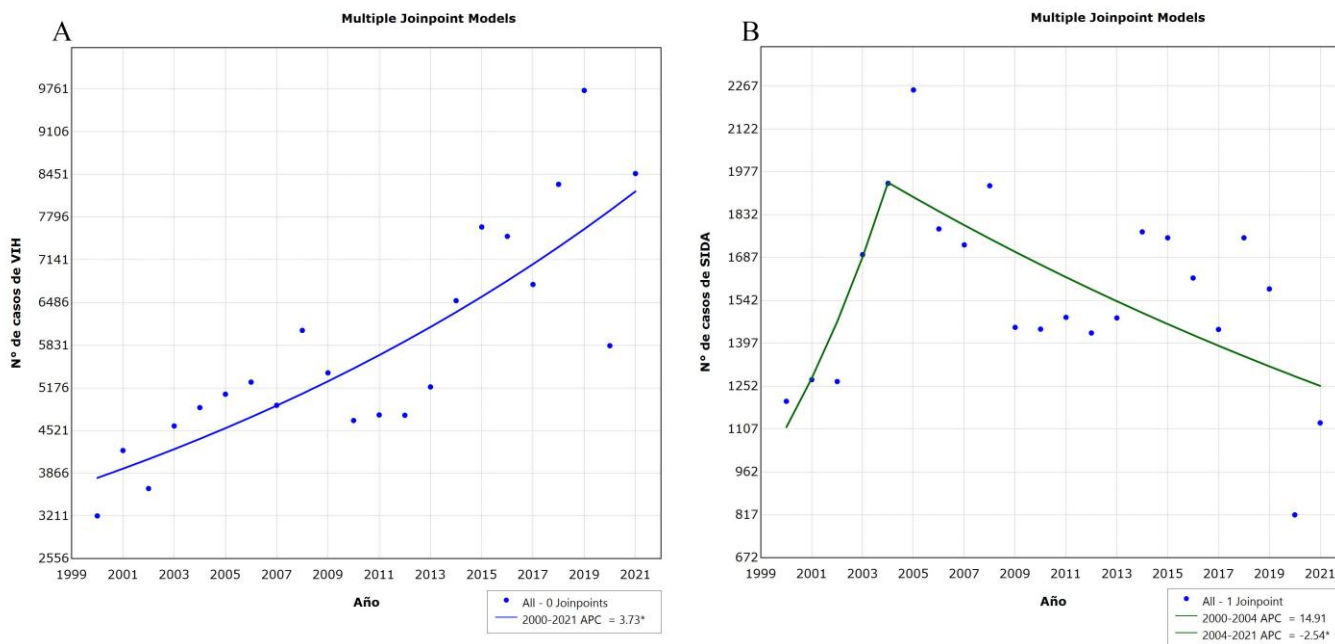 A
Multiple Joinpoint Models
N° de casos de VIH
9761
9106
8451
7796
7141
6486
5831
5176
4521
3866
3211
2556
1999 2001 2003 2005 2007 2009 2011 2013 2015 2017 2019 2021
Año
All - 0 Joinpoints
2000-2021 APC = 3.73*
B
Multiple Joinpoint Models
N° de casos de SIDA
2267
2122
1977
1832
1687
1542
1397
1252
1107
962
817
672
1999 2001 2003 2005 2007 2009 2011 2013 2015 2017 2019 2021
Año
All - 1 Joinpoint
2000-2004 APC = 14.91
2004-2021 APC = -2.54*